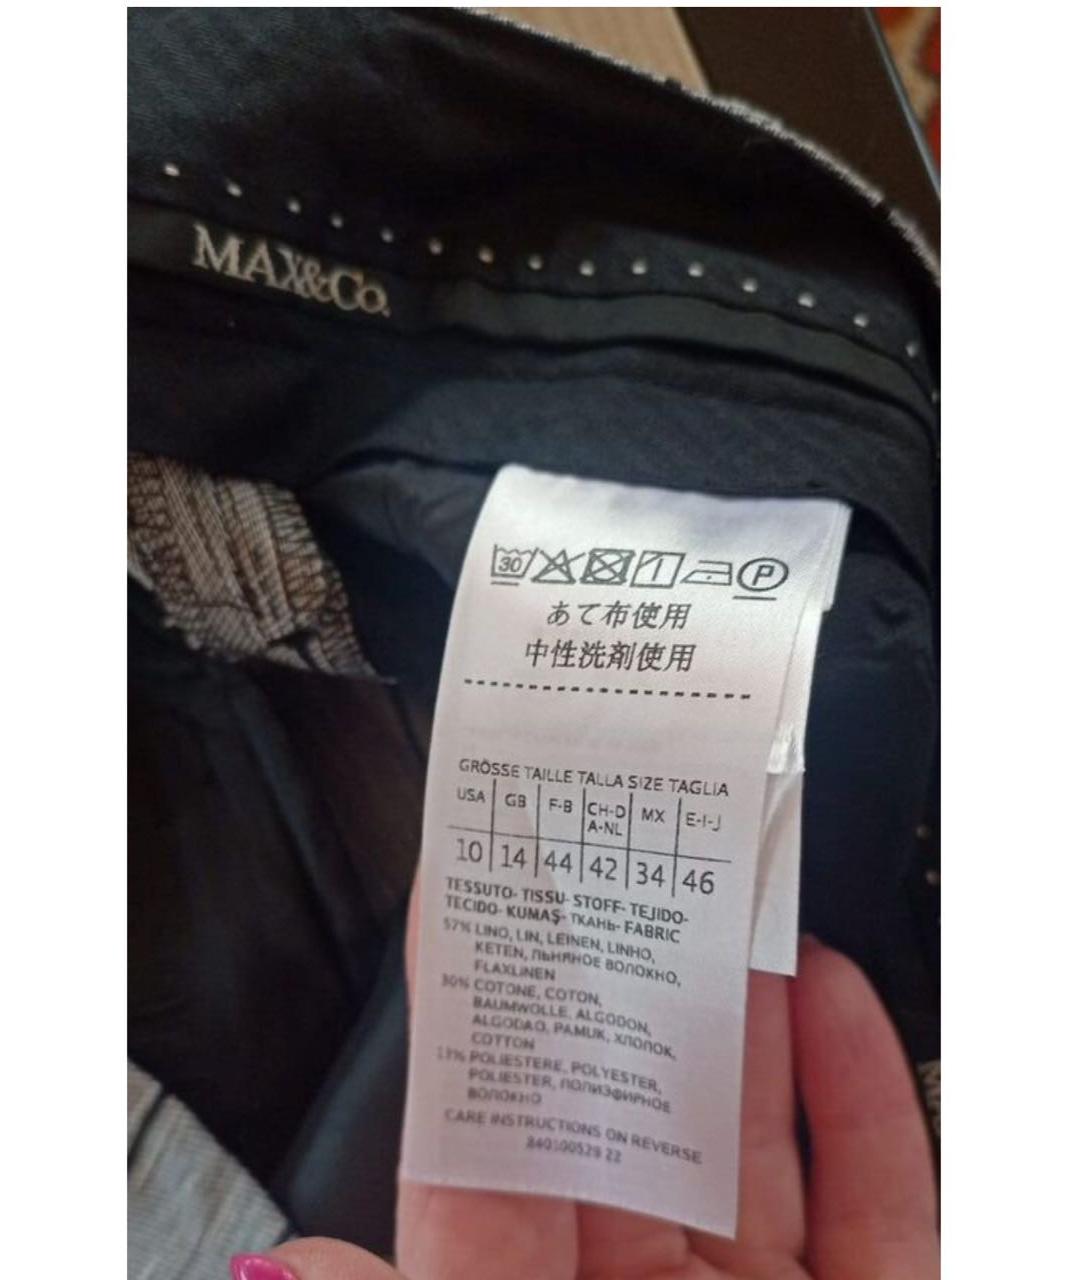 MAX&Co.
30 P
あて布使用
中性洗剤使用
GRÖSSE TAILLE TALLA SIZE TAGLIA
USA GB F-B CH-D A-NL MX E-I-J
10 14 44 42 34 46
TESSUTO- TISSU- STOFF- TEJIDO-
TECIDO- KUMAŞ- ТКАНЬ- FABRIC
57% LINO, LIN, LEINEN, LINHO,
KETEN, ЛЬНЯНОЕ ВОЛОКНО,
FLAXLINEN
30% COTONE, COTON,
BAUMWOLLE, ALGODON,
ALGODAO, PAMUK, ХЛОПОК,
COTTON
13% POLIESTERE, POLYESTER,
POLIESTER, ПОЛИЭФИРНОЕ
ВОЛОКНО
CARE INSTRUCTIONS ON REVERSE
840100529 22